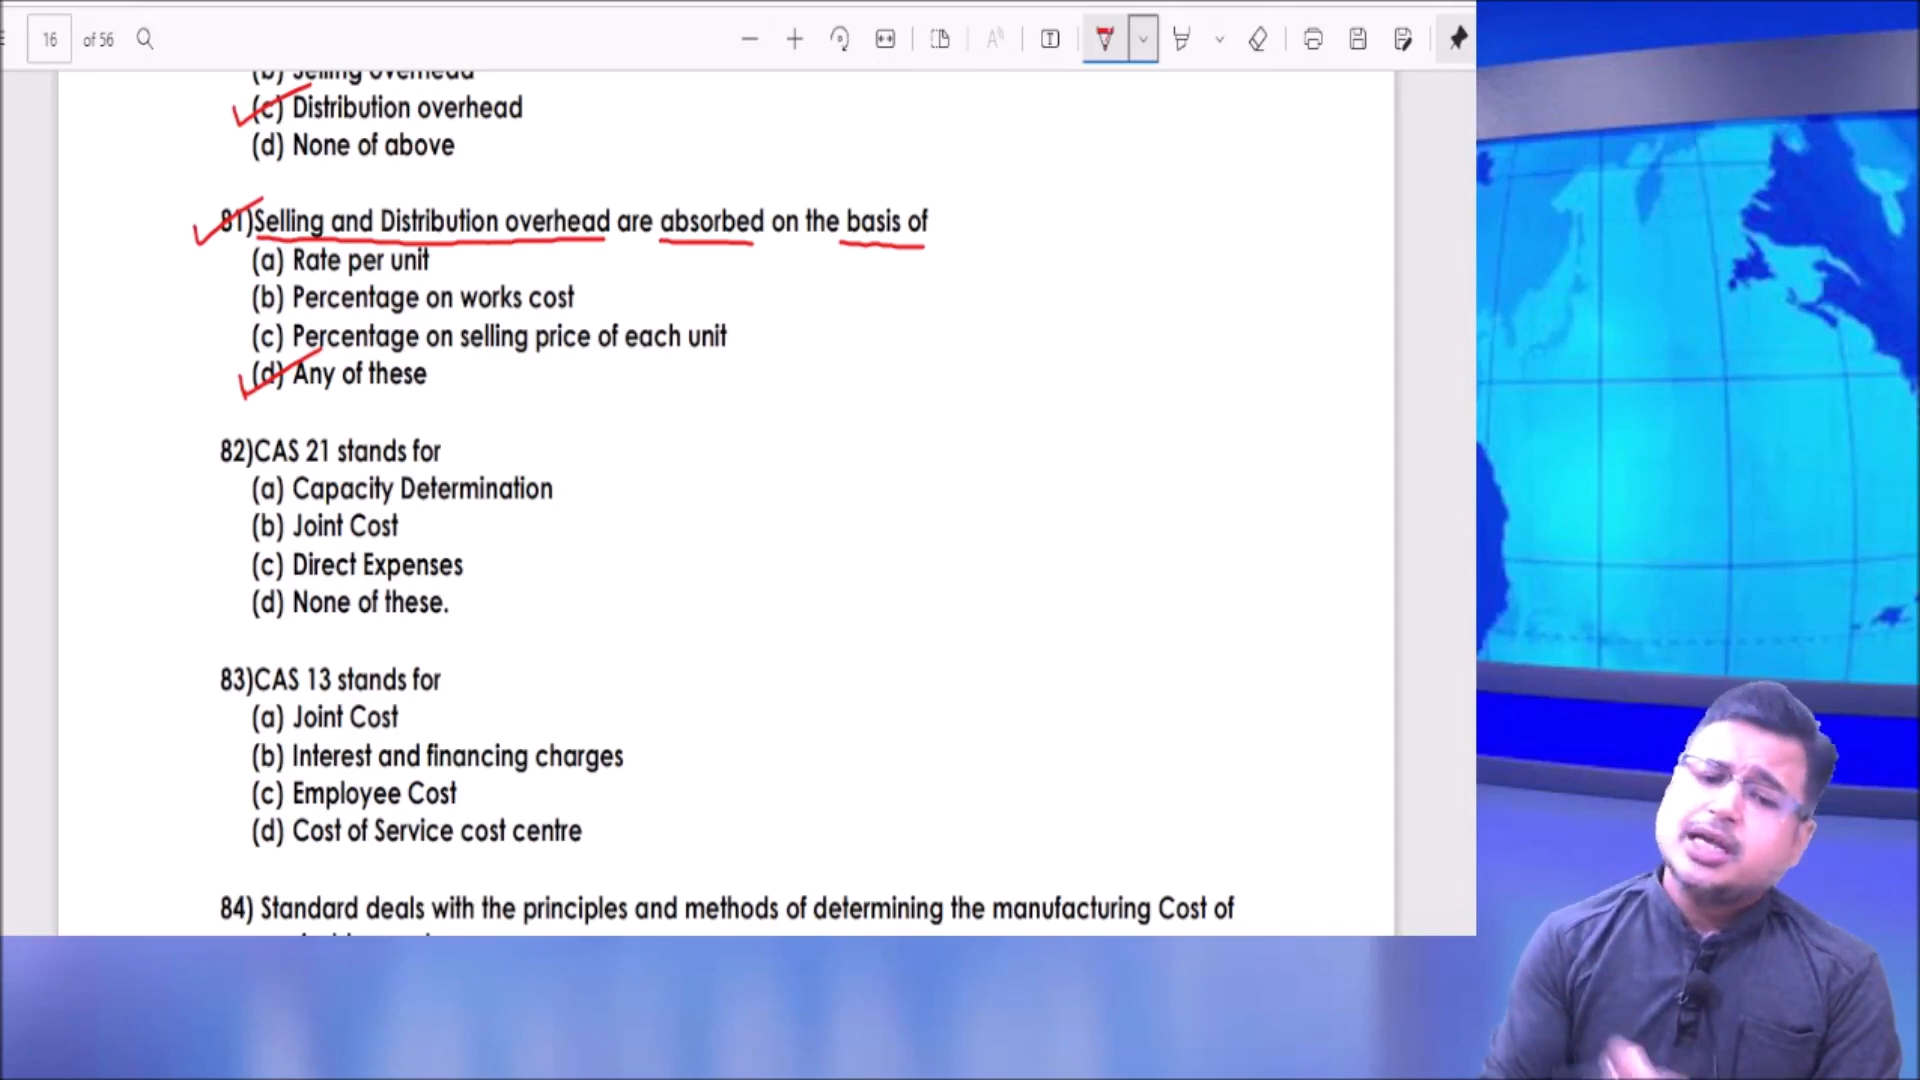 16 of 56
(b) Selling overhead
(c) Distribution overhead
(d) None of above
81)Selling and Distribution overhead are absorbed on the basis of
(a) Rate per unit
(b) Percentage on works cost
(c) Percentage on selling price of each unit
(d) Any of these
82)CAS 21 stands for
(a) Capacity Determination
(b) Joint Cost
(c) Direct Expenses
(d) None of these.
83)CAS 13 stands for
(a) Joint Cost
(b) Interest and financing charges
(c) Employee Cost
(d) Cost of Service cost centre
84) Standard deals with the principles and methods of determining the manufacturing Cost of